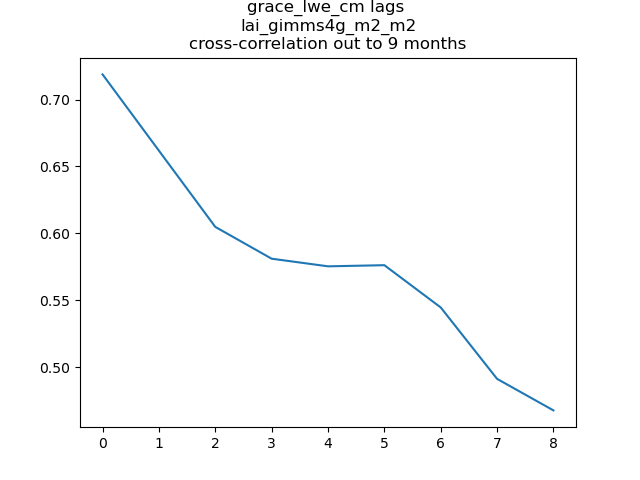 grace_lwe_cm lags
lai_gimms4g_m2_m2
cross-correlation out to 9 months
0.70
0.65
0.60
0.55
0.50
0 1 2 3 4 5 6 7 8